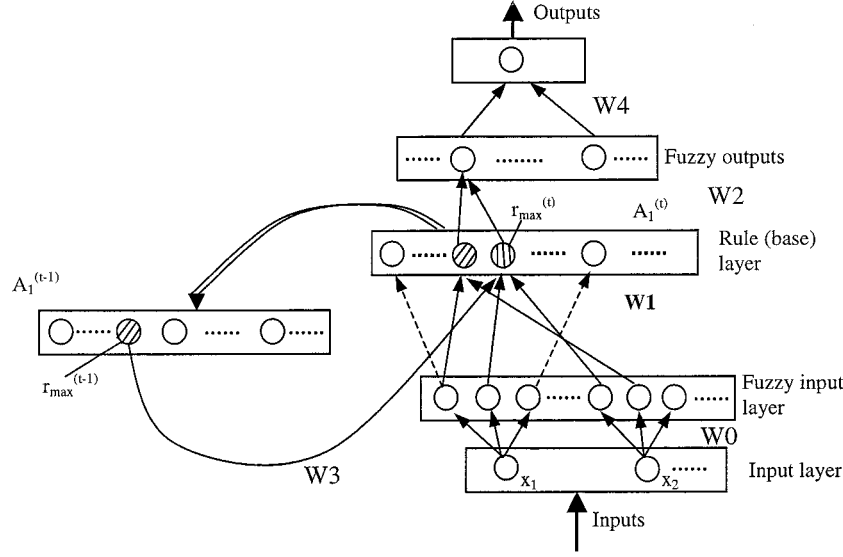 Outputs
W4
Fuzzy outputs
W2
r_max^(t)
A_1^(t)
Rule (base)
layer
A_1^(t-1)
W1
r_max^(t-1)
Fuzzy input
layer
W0
W3
x_1
x_2
Input layer
Inputs